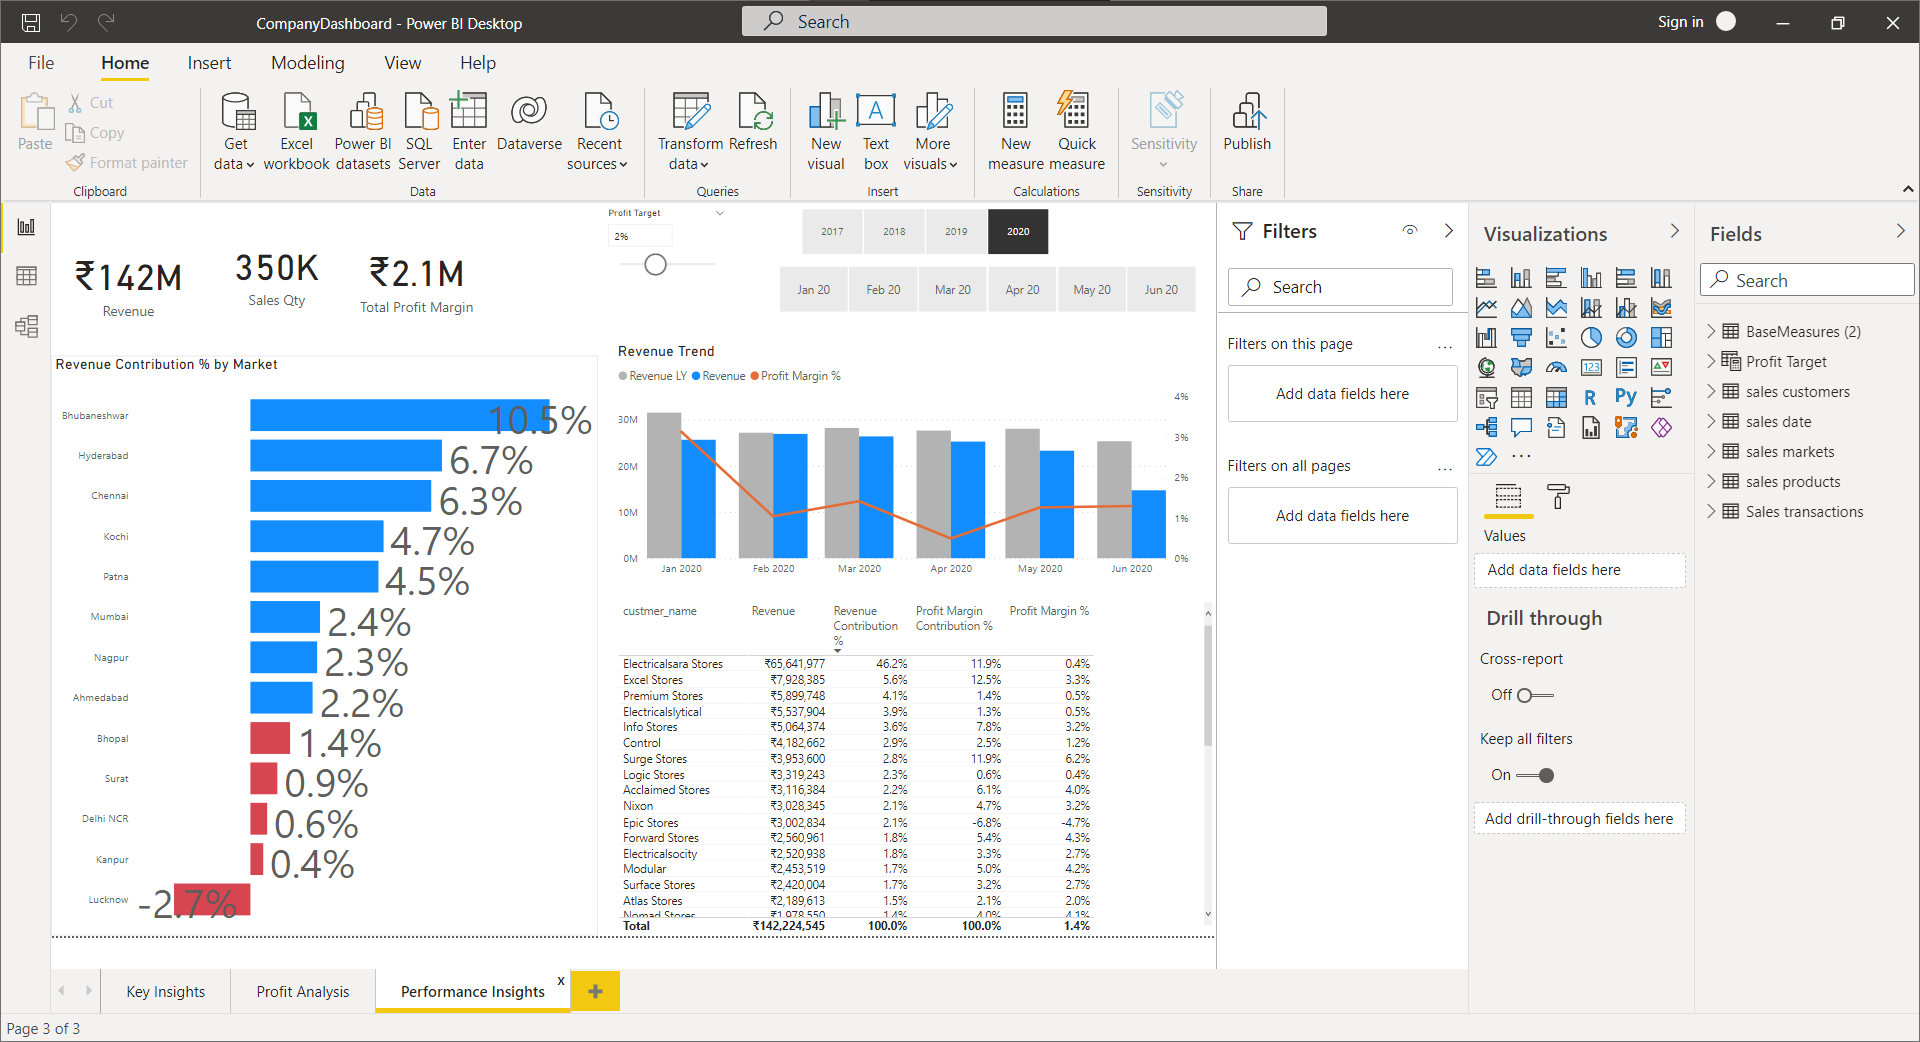 CompanyDashboard - Power BI Desktop
Search
Sign in
File Home Insert Modeling View Help
Paste
Cut
Copy
Format painter
Clipboard
Get data
Excel workbook
Power BI datasets
SQL Server
Enter data
Dataverse
Recent sources
Data
Transform data
Refresh
Queries
New visual
Text box
More visuals
Insert
New measure
Quick measure
Calculations
Sensitivity
Sensitivity
Publish
Share
₹142M
Revenue
350K
Sales Qty
₹2.1M
Total Profit Margin
Profit Target
2%
2017 2018 2019 2020
Jan 20 Feb 20 Mar 20 Apr 20 May 20 Jun 20
Revenue Contribution % by Market
Bhubaneshwar 10.5%
Hyderabad 6.7%
Chennai 6.3%
Kochi 4.7%
Patna 4.5%
Mumbai 2.4%
Nagpur 2.3%
Ahmedabad 2.2%
Bhopal 1.4%
Surat 0.9%
Delhi NCR 0.6%
Kanpur 0.4%
Lucknow -2.7%
Revenue Trend
Revenue LY Revenue Profit Margin %
30M
20M
10M
0M
4%
3%
2%
1%
0%
Jan 2020 Feb 2020 Mar 2020 Apr 2020 May 2020 Jun 2020
custmer_name Revenue Revenue Contribution % Profit Margin Contribution % Profit Margin %
Electricalsara Stores ₹65,641,977 46.2% 11.9% 0.4%
Excel Stores ₹7,928,385 5.6% 12.5% 3.3%
Premium Stores ₹5,899,748 4.1% 1.4% 0.5%
Electricalslytical ₹5,537,904 3.9% 1.3% 0.5%
Info Stores ₹5,064,374 3.6% 7.8% 3.2%
Control ₹4,182,662 2.9% 2.5% 1.2%
Surge Stores ₹3,953,600 2.8% 11.9% 6.2%
Logic Stores ₹3,319,243 2.3% 0.6% 0.4%
Acclaimed Stores ₹3,116,384 2.2% 6.1% 4.0%
Nixon ₹3,028,345 2.1% 4.7% 3.2%
Epic Stores ₹3,002,834 2.1% -6.8% -4.7%
Forward Stores ₹2,560,961 1.8% 5.4% 4.3%
Electricalsocity ₹2,520,938 1.8% 3.3% 2.7%
Modular ₹2,453,519 1.7% 5.0% 4.2%
Surface Stores ₹2,420,004 1.7% 3.2% 2.7%
Atlas Stores ₹2,189,613 1.5% 2.1% 2.0%
Nomad Stores ₹1,978,550 1.4% 4.0% 4.1%
Total ₹142,224,545 100.0% 100.0% 1.4%
Filters
Search
Filters on this page ...
Add data fields here
Filters on all pages ...
Add data fields here
Visualizations
123
R Py
...
Values
Add data fields here
Drill through
Cross-report
Off
Keep all filters
On
Add drill-through fields here
Fields
Search
BaseMeasures (2)
Profit Target
sales customers
sales date
sales markets
sales products
Sales transactions
Key Insights
Profit Analysis
Performance Insights
x
+
Page 3 of 3